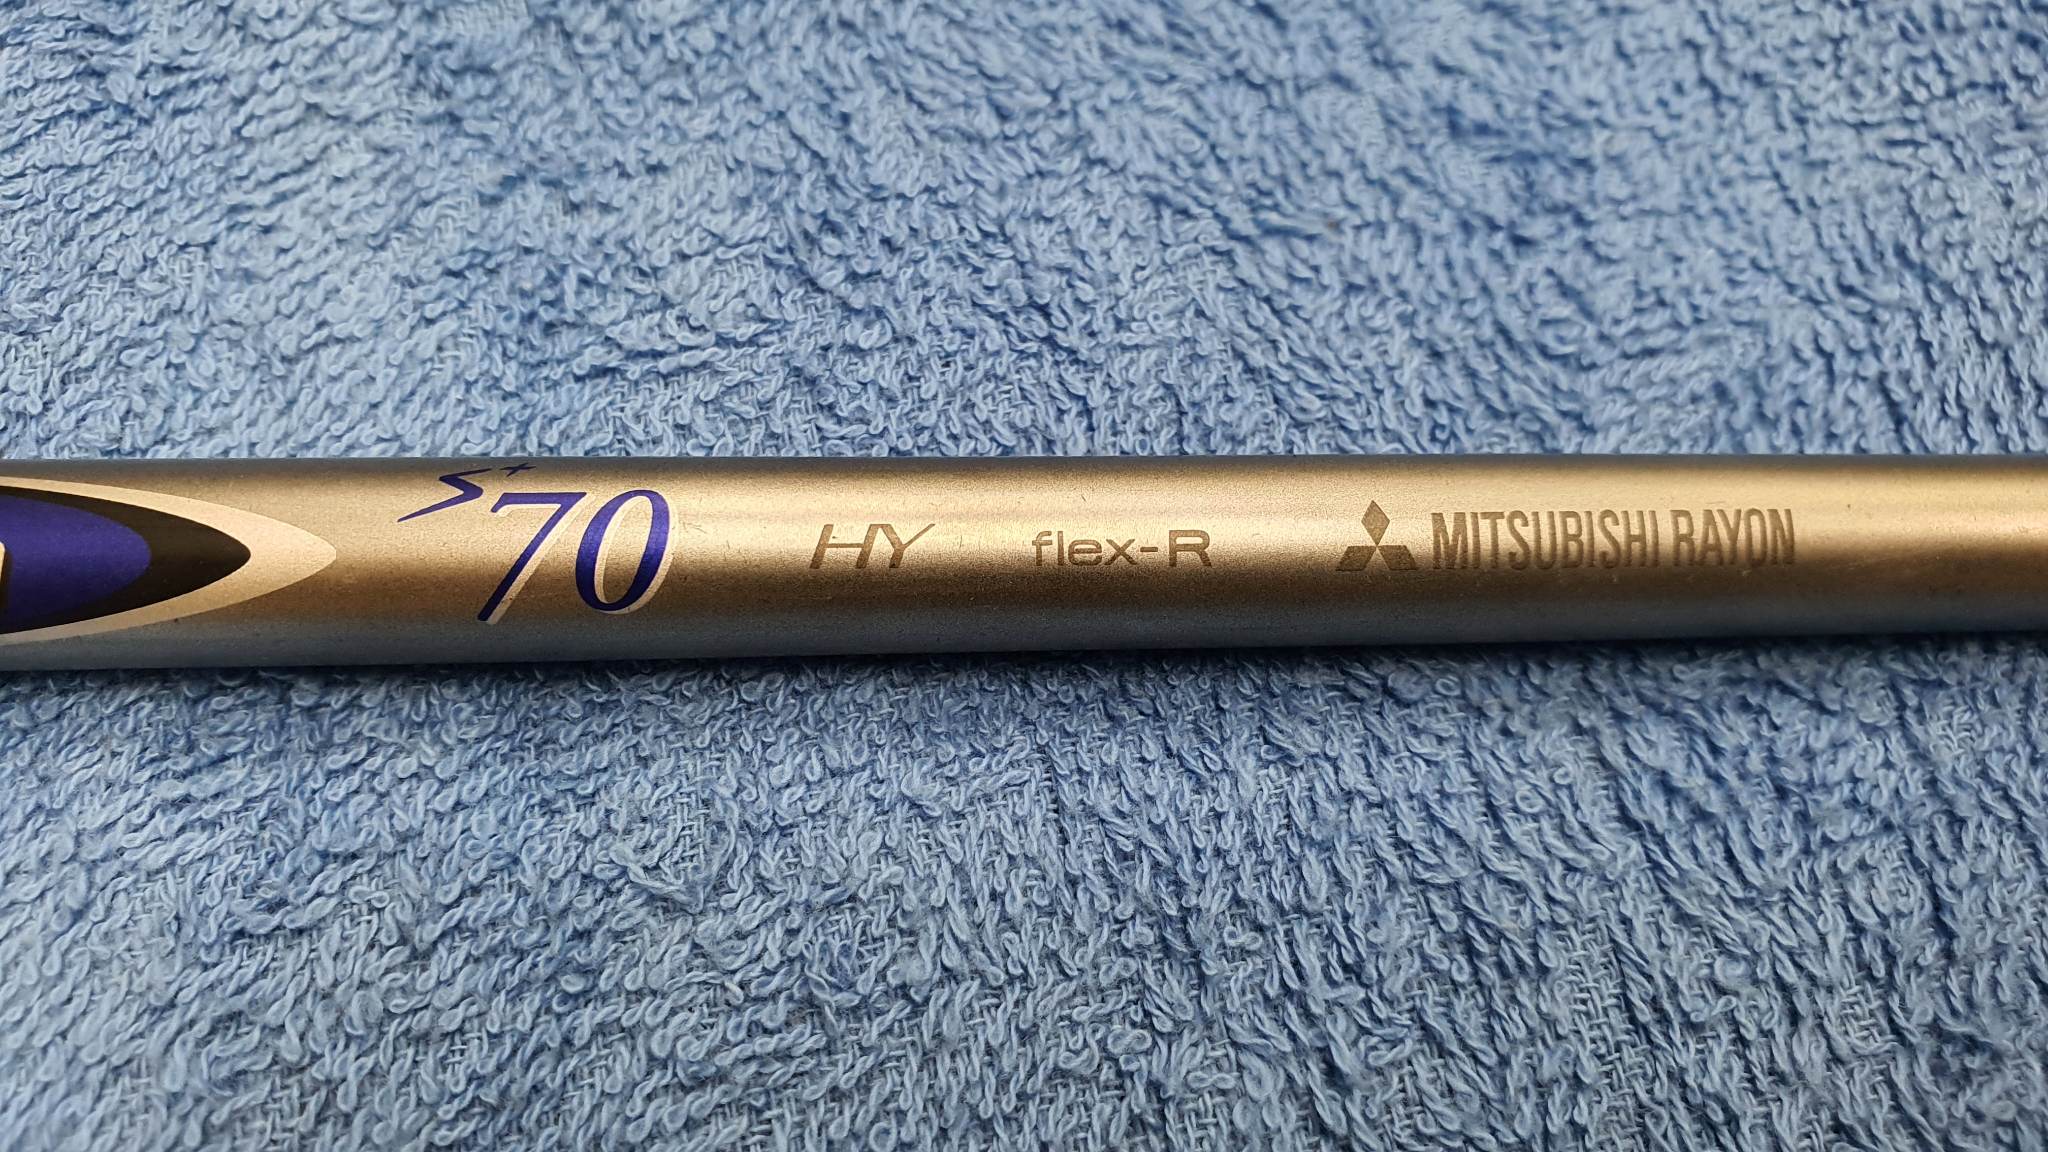 S+ 70 HY flex-R MITSUBISHI RAYON